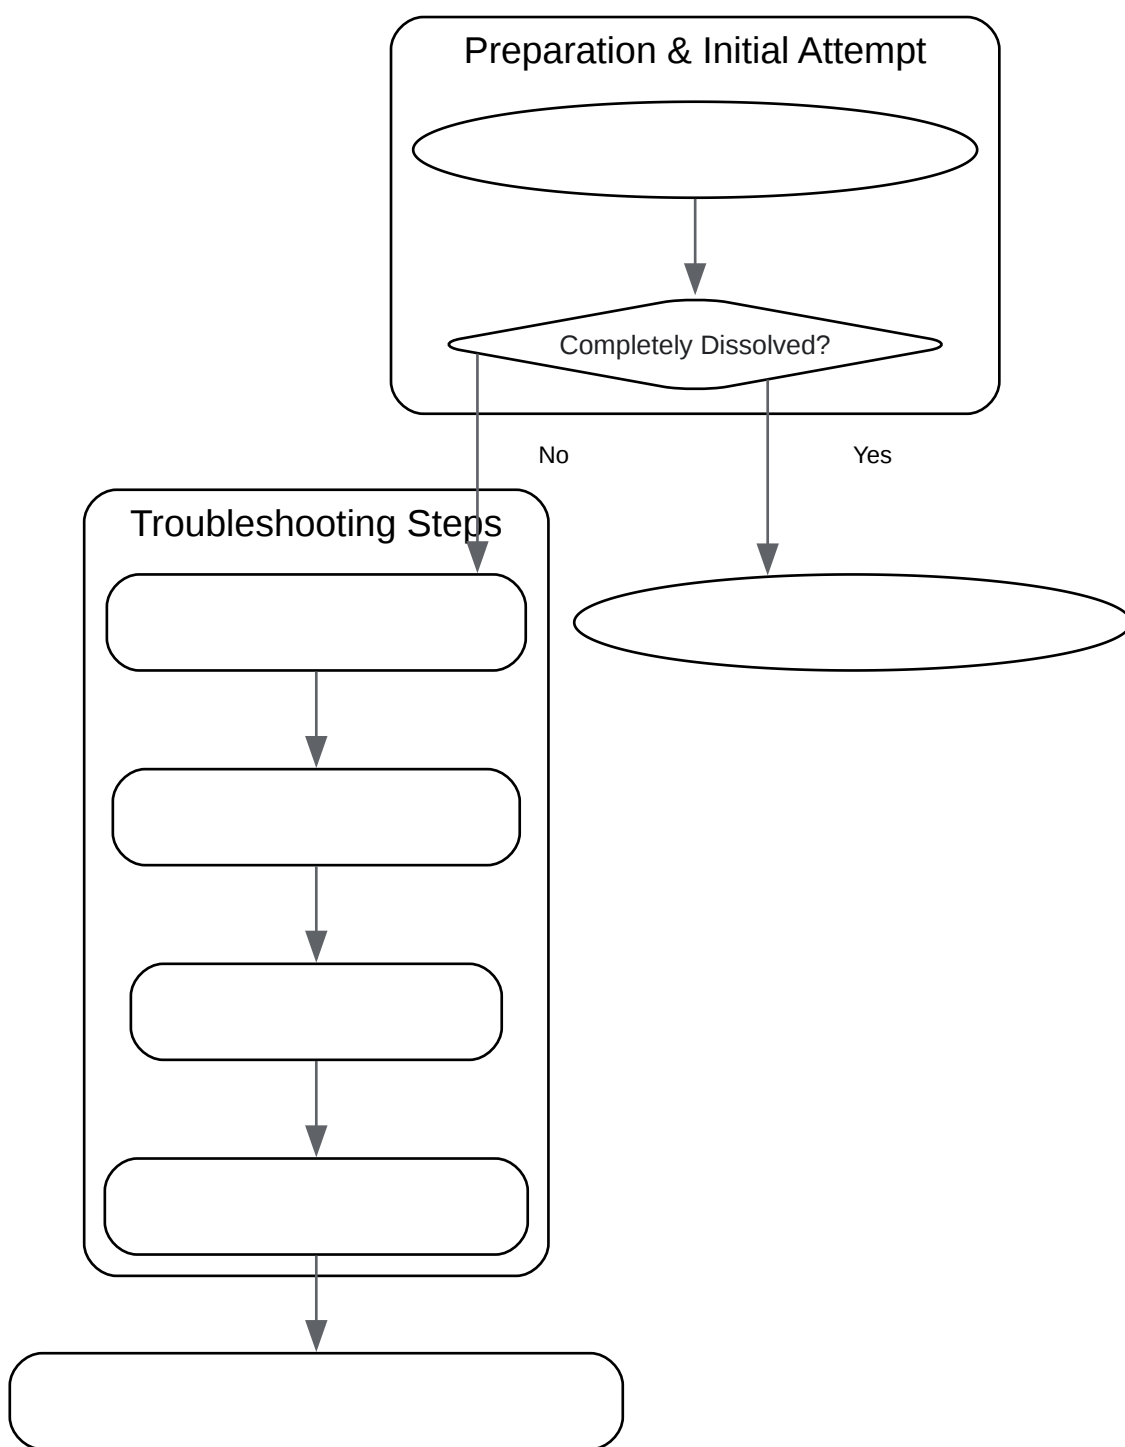 Preparation & Initial Attempt
Completely Dissolved?
No
Yes
Troubleshooting Steps